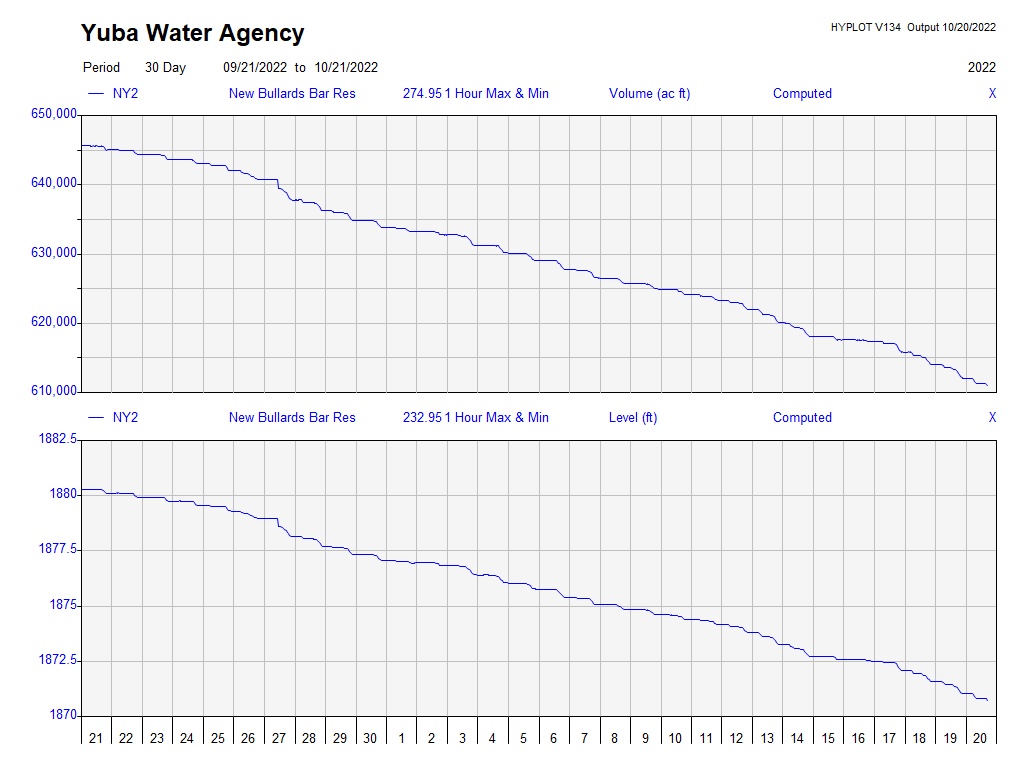 Yuba Water Agency
HYPLOT V134 Output 10/20/2022
Period 30 Day 09/21/2022 to 10/21/2022 2022
NY2 New Bullards Bar Res 274.95 1 Hour Max & Min Volume (ac ft) Computed X
650,000
640,000
630,000
620,000
610,000
NY2 New Bullards Bar Res 232.95 1 Hour Max & Min Level (ft) Computed X
1882.5
1880
1877.5
1875
1872.5
1870
21 22 23 24 25 26 27 28 29 30 1 2 3 4 5 6 7 8 9 10 11 12 13 14 15 16 17 18 19 20